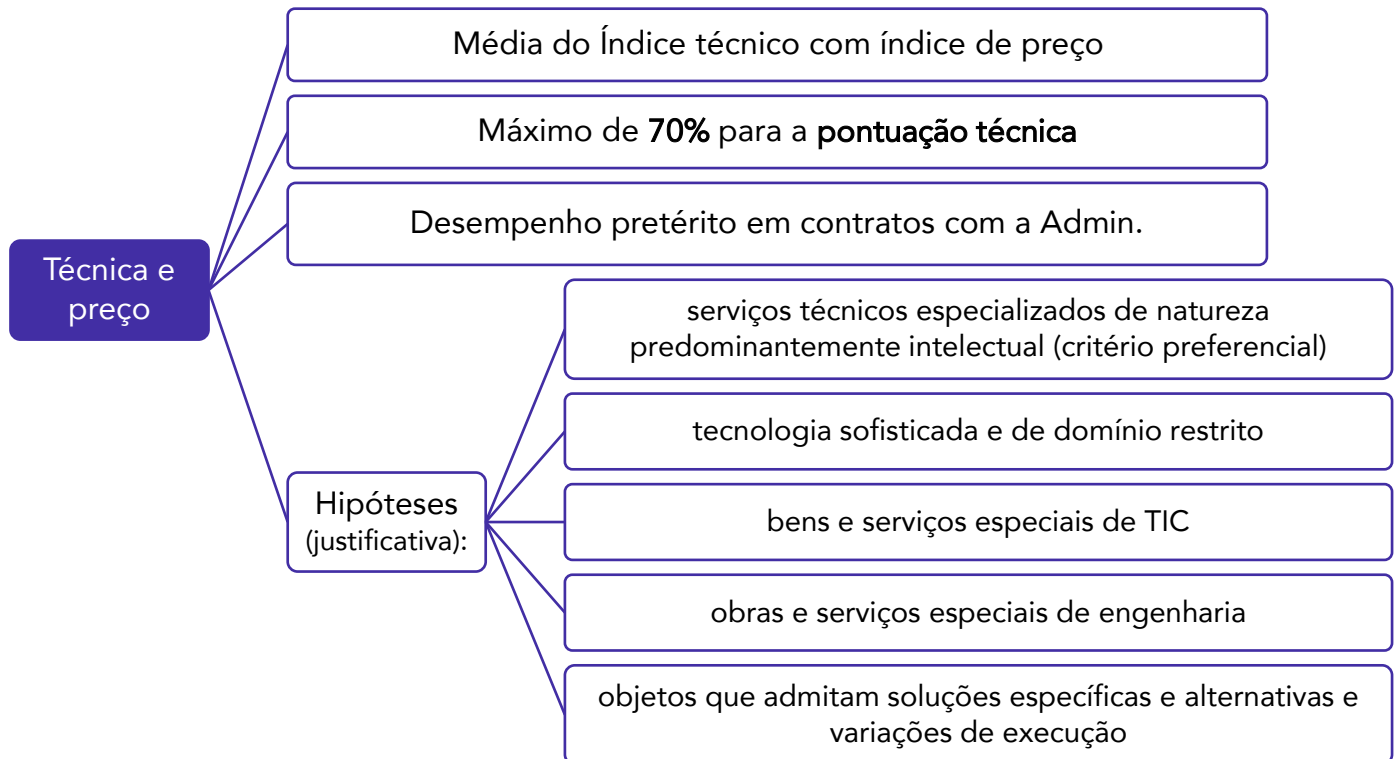 Média do Índice técnico com índice de preço
Máximo de 70% para a pontuação técnica
Desempenho pretérito em contratos com a Admin.
Técnica e
preço
Hipóteses
(justificativa):
serviços técnicos especializados de natureza
predominantemente intelectual (critério preferencial)
tecnologia sofisticada e de domínio restrito
bens e serviços especiais de TIC
obras e serviços especiais de engenharia
objetos que admitam soluções específicas e alternativas e
variações de execução